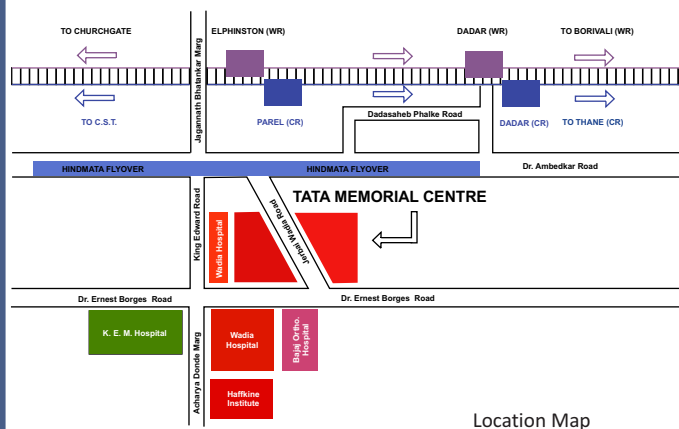 TO CHURCHGATE
ELPHINSTON (WR)
DADAR (WR)
TO BORIVALI (WR)
Jagannath Bhatankar Marg
TO C.S.T.
PAREL (CR)
Dadasaheb Phalke Road
DADAR (CR)
TO THANE (CR)
HINDMATA FLYOVER
HINDMATA FLYOVER
Dr. Ambedkar Road
King Edward Road
Wadia Hospital
Jerbai Wadia Road
TATA MEMORIAL CENTRE
Dr. Ernest Borges Road
Dr. Ernest Borges Road
K. E. M. Hospital
Acharya Donde Marg
Wadia
Hospital
Bajaj Ortho.
Hospital
Haffkine
Institute
Location Map